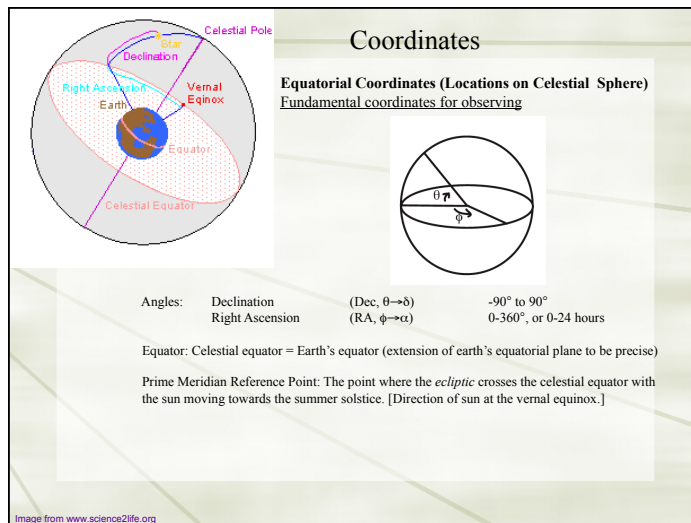 Coordinates
Celestial Pole
Star
Declination
Right Ascension
Vernal
Eqinox
Earth
Equator
Celestial Equator
Equatorial Coordinates (Locations on Celestial Sphere)
Fundamental coordinates for observing
θ
φ
Angles: Declination (Dec, θ→δ) -90° to 90°
Right Ascension (RA, ϕ→α) 0-360°, or 0-24 hours
Equator: Celestial equator = Earth’s equator (extension of earth’s equatorial plane to be precise)
Prime Meridian Reference Point: The point where the ecliptic crosses the celestial equator with
the sun moving towards the summer solstice. [Direction of sun at the vernal equinox.]
Image from www.science2life.org